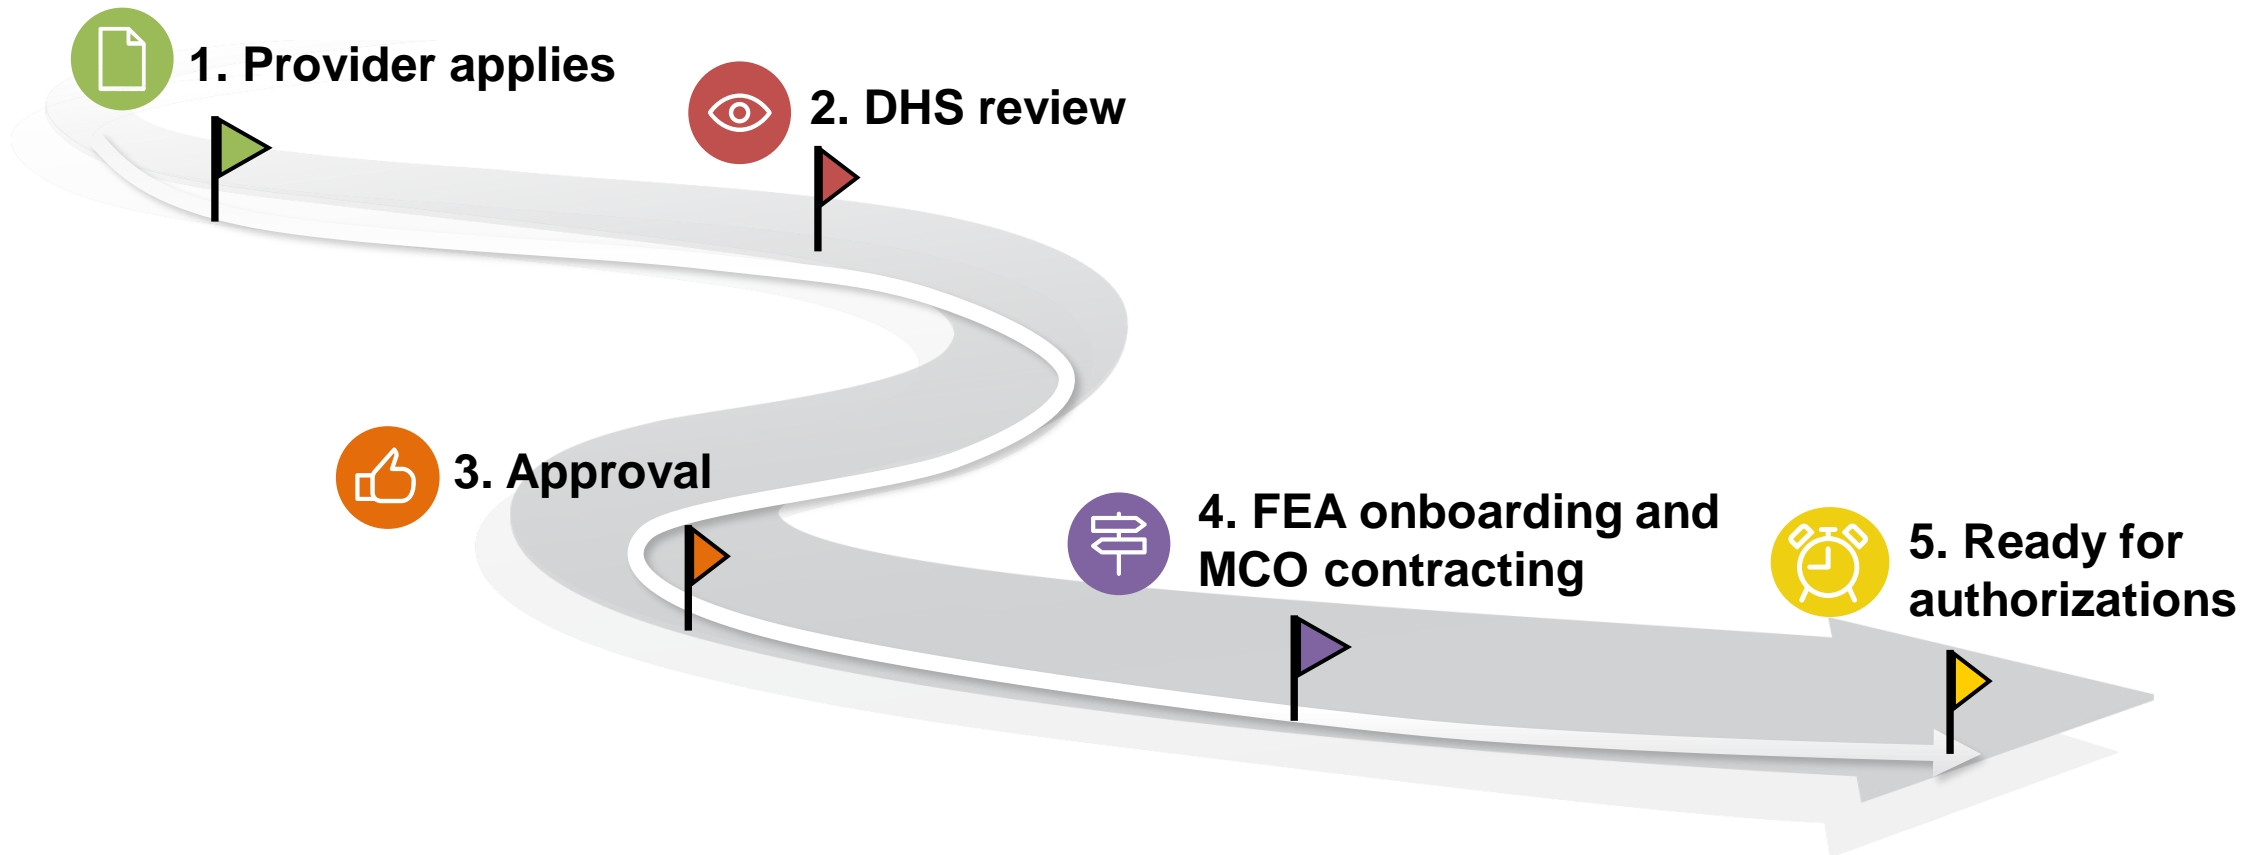 1. Provider applies
2. DHS review
3. Approval
4. FEA onboarding and
MCO contracting
5. Ready for
authorizations